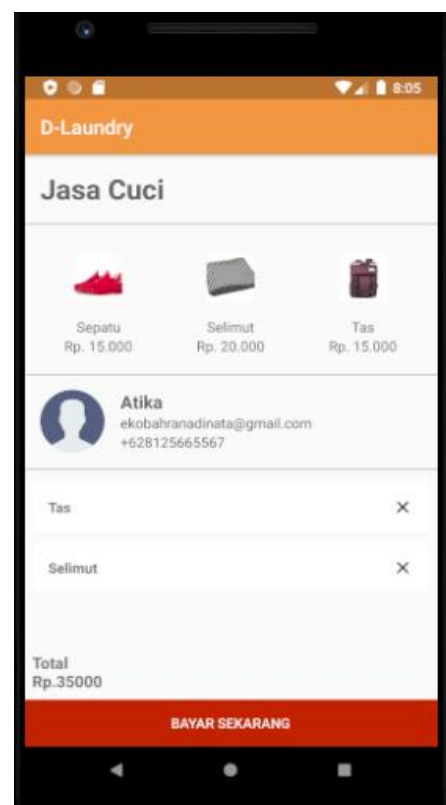 8:05
D-Laundry
Jasa Cuci
Sepatu
Rp. 15.000
Selimut
Rp. 20.000
Tas
Rp. 15.000
Atika
ekobahranadinata@gmail.com
+628125665567
Tas
Selimut
Total
Rp.35000
BAYAR SEKARANG